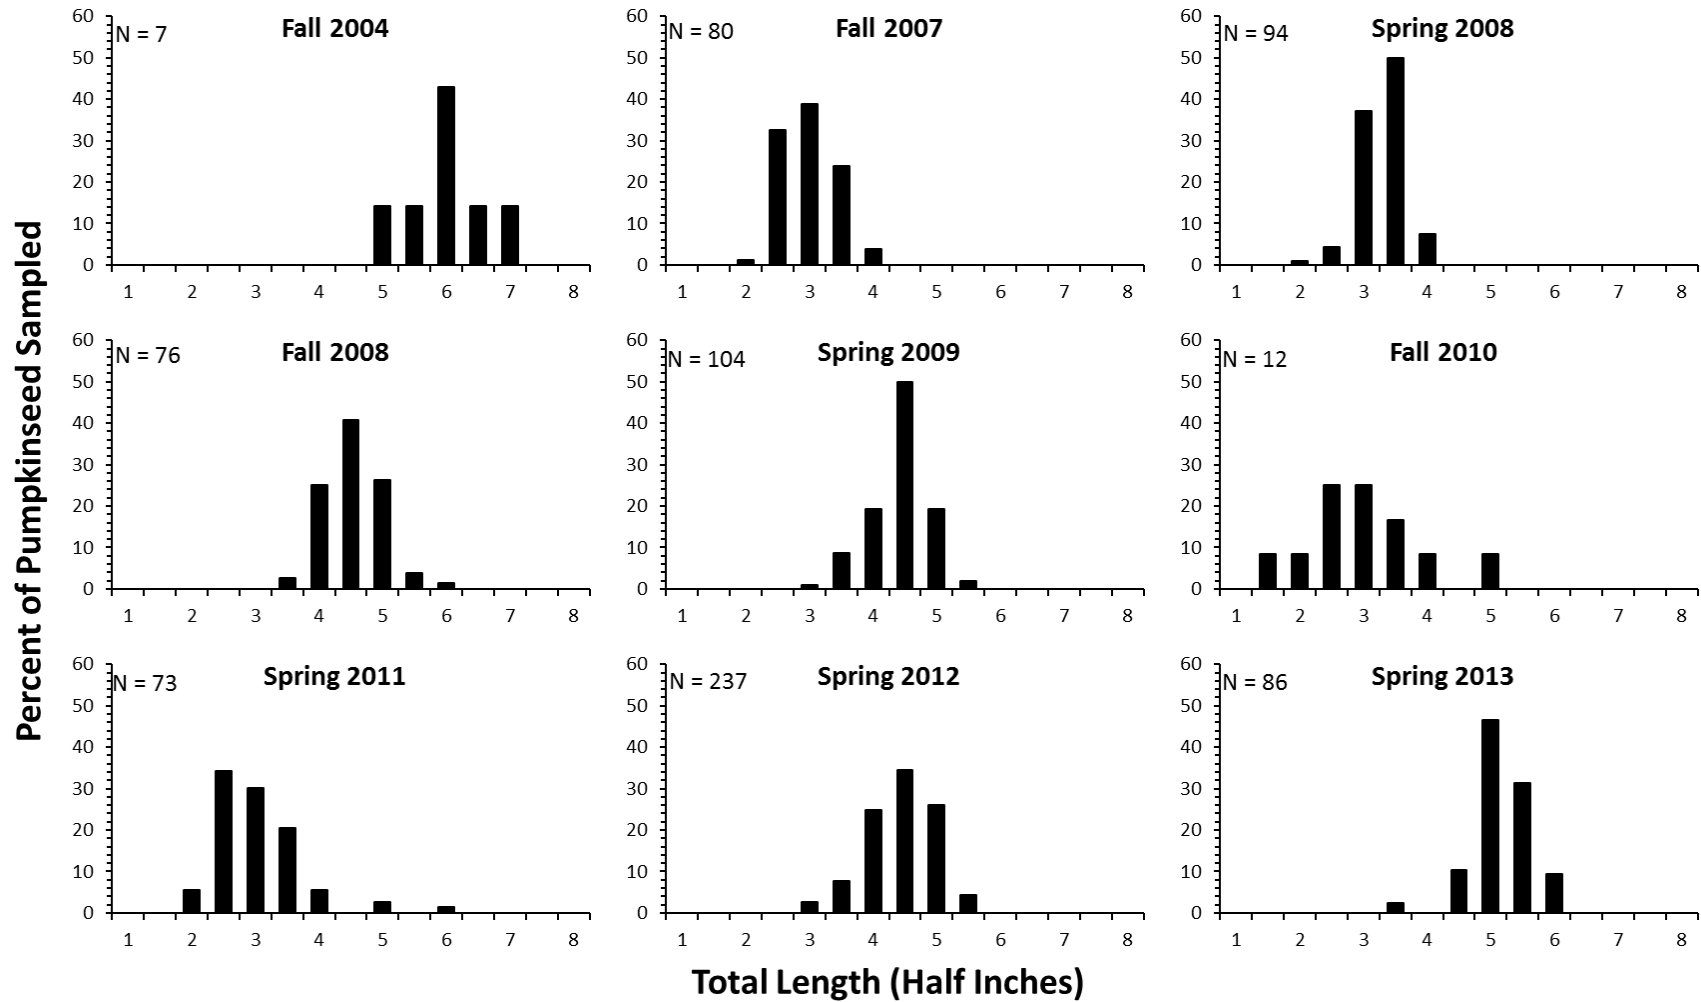 Percent of Pumpkinseed Sampled
N = 7
Fall 2004
60
50
40
30
20
10
0
1 2 3 4 5 6 7 8
N = 80
Fall 2007
60
50
40
30
20
10
0
1 2 3 4 5 6 7 8
N = 94
Spring 2008
60
50
40
30
20
10
0
1 2 3 4 5 6 7 8
N = 76
Fall 2008
60
50
40
30
20
10
0
1 2 3 4 5 6 7 8
N = 104
Spring 2009
60
50
40
30
20
10
0
1 2 3 4 5 6 7 8
N = 12
Fall 2010
60
50
40
30
20
10
0
1 2 3 4 5 6 7 8
N = 73
Spring 2011
60
50
40
30
20
10
0
1 2 3 4 5 6 7 8
N = 237
Spring 2012
60
50
40
30
20
10
0
1 2 3 4 5 6 7 8
N = 86
Spring 2013
60
50
40
30
20
10
0
1 2 3 4 5 6 7 8
Total Length (Half Inches)